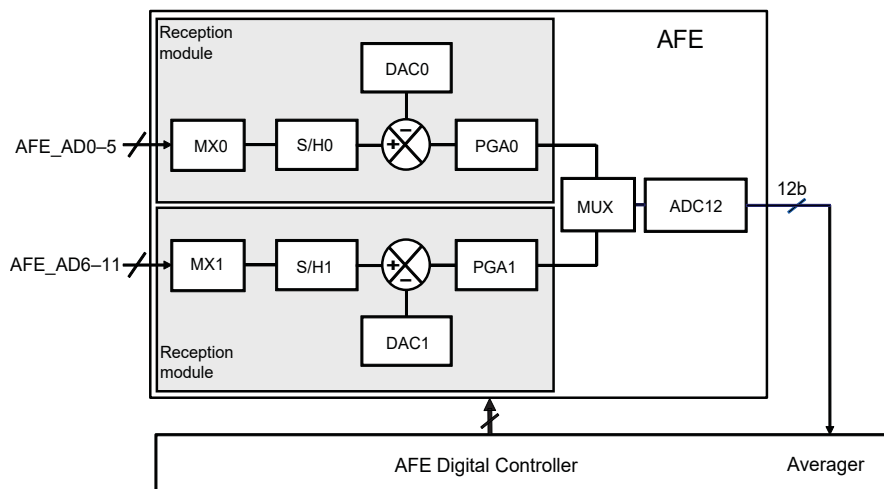 Reception
module
AFE
DAC0
AFE_AD0–5
MX0
S/H0
+
−
PGA0
MUX
ADC12
12b
AFE_AD6–11
MX1
S/H1
+
−
PGA1
DAC1
Reception
module
AFE Digital Controller
Averager